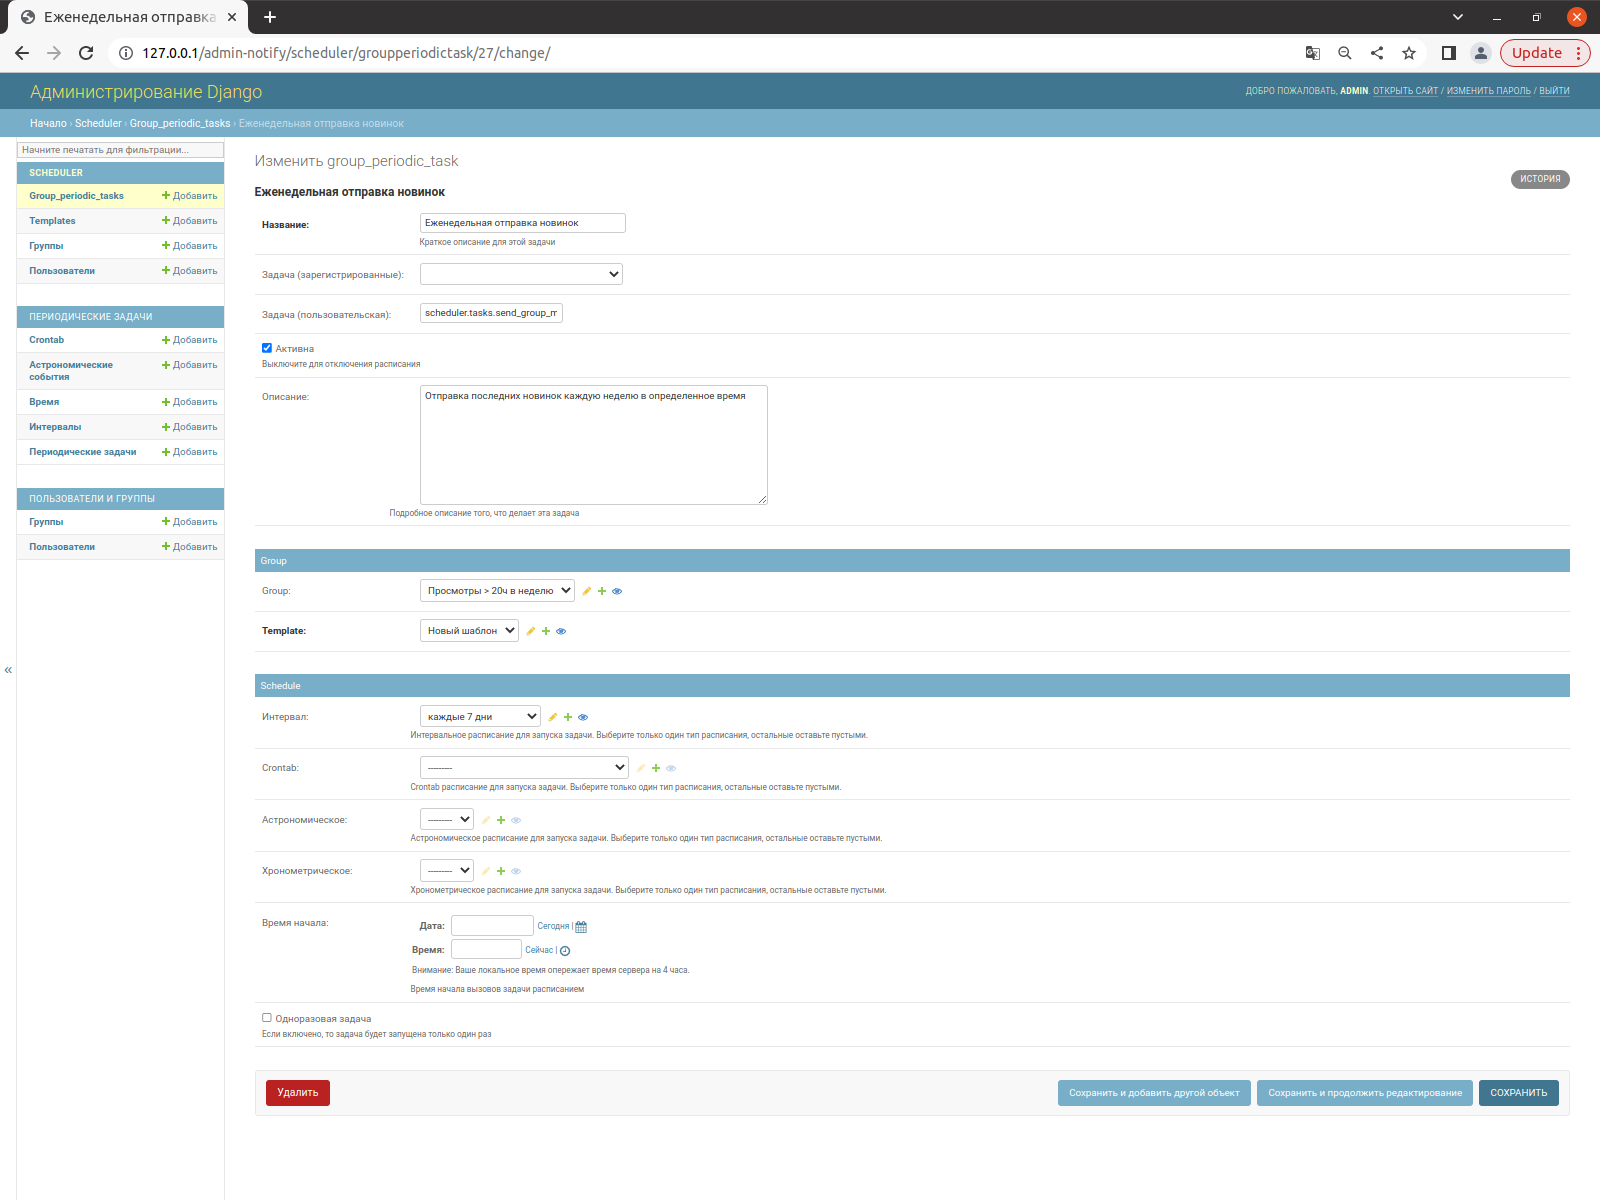 Еженедельная отправка
127.0.0.1/admin-notify/scheduler/groupperiodictask/27/change/
Update
Администрирование Django
ДОБРО ПОЖАЛОВАТЬ, ADMIN. ОТКРЫТЬ САЙТ / ИЗМЕНИТЬ ПАРОЛЬ / ВЫЙТИ
Начало › Scheduler › Group_periodic_tasks › Еженедельная отправка новинок
Начните печатать для фильтрации...
SCHEDULER
Group_periodic_tasks Добавить
Templates Добавить
Группы Добавить
Пользователи Добавить
ПЕРИОДИЧЕСКИЕ ЗАДАЧИ
Crontab Добавить
Астрономические события Добавить
Время Добавить
Интервалы Добавить
Периодические задачи Добавить
ПОЛЬЗОВАТЕЛИ И ГРУППЫ
Группы Добавить
Пользователи Добавить
«
Изменить group_periodic_task
ИСТОРИЯ
Еженедельная отправка новинок
Название: Еженедельная отправка новинок
Краткое описание для этой задачи
Задача (зарегистрированные):
Задача (пользовательская): scheduler.tasks.send_group_m
Активна
Выключите для отключения расписания
Описание: Отправка последних новинок каждую неделю в определенное время
Подробное описание того, что делает эта задача
Group
Group: Просмотры > 20ч в неделю
Template: Новый шаблон
Schedule
Интервал: каждые 7 дни
Интервальное расписание для запуска задачи. Выберите только один тип расписания, остальные оставьте пустыми.
Crontab: ---------
Crontab расписание для запуска задачи. Выберите только один тип расписания, остальные оставьте пустыми.
Астрономическое: ---------
Астрономическое расписание для запуска задачи. Выберите только один тип расписания, остальные оставьте пустыми.
Хронометрическое: ---------
Хронометрическое расписание для запуска задачи. Выберите только один тип расписания, остальные оставьте пустыми.
Время начала: Дата: Сегодня |
Время: Сейчас |
Внимание: Ваше локальное время опережает время сервера на 4 часа.
Время начала вызовов задачи расписанием
Одноразовая задача
Если включено, то задача будет запущена только один раз
Удалить
Сохранить и добавить другой объект
Сохранить и продолжить редактирование
СОХРАНИТЬ